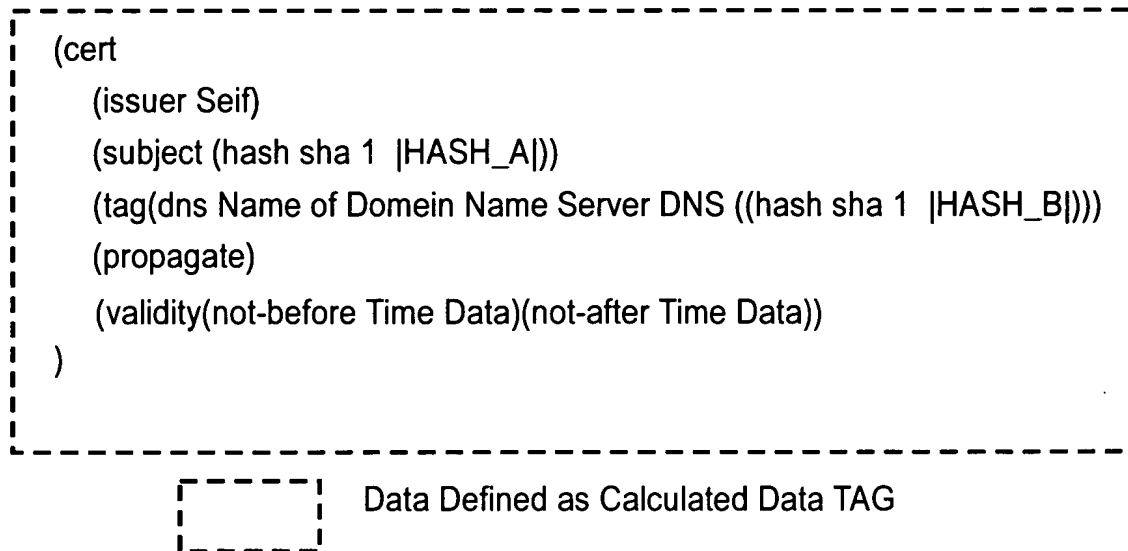 (cert
(issuer Seif)
(subject (hash sha 1 |HASH_A|))
(tag(dns Name of Domein Name Server DNS ((hash sha 1 |HASH_B|)))
(propagate)
(validity(not-before Time Data)(not-after Time Data))
)
Data Defined as Calculated Data TAG